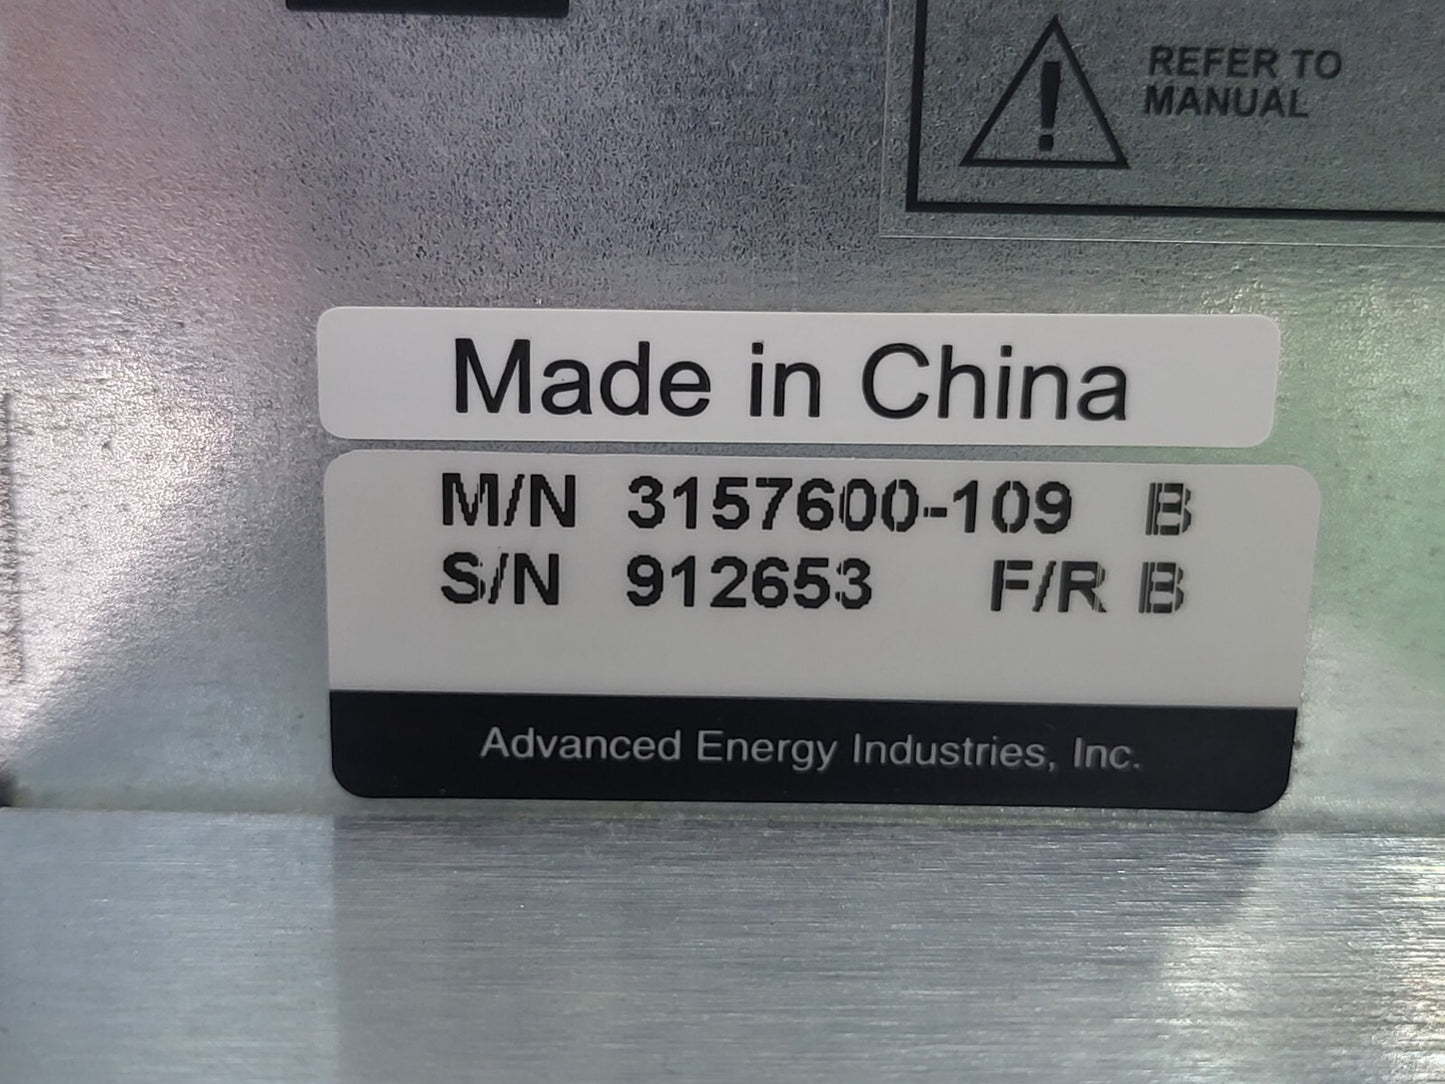 REFER TO
MANUAL
Made in China
M/N 3157600-109 B
S/N 912653 F/R B
Advanced Energy Industries, Inc.